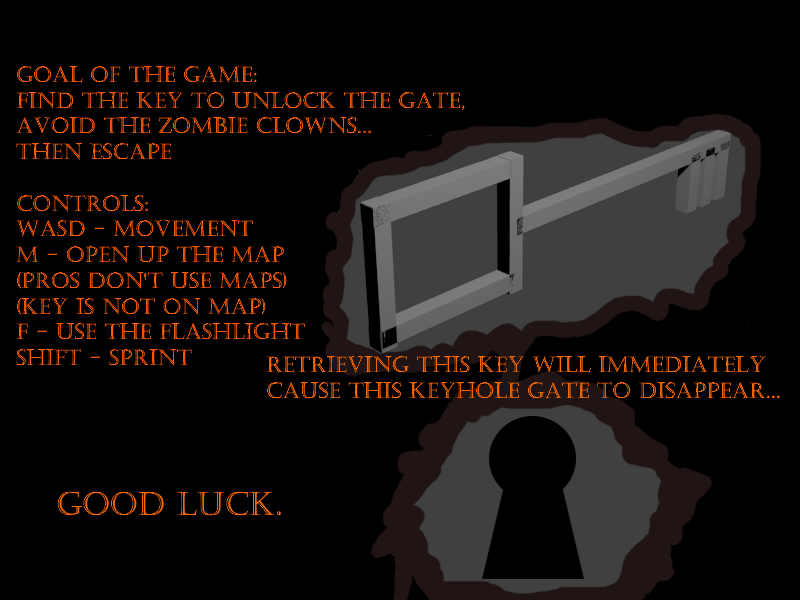 GOAL OF THE GAME:
FIND THE KEY TO UNLOCK THE GATE,
AVOID THE ZOMBIE CLOWNS...
THEN ESCAPE
CONTROLS:
WASD - MOVEMENT
M - OPEN UP THE MAP
(PROS DON'T USE MAPS)
(KEY IS NOT ON MAP)
F - USE THE FLASHLIGHT
SHIFT - SPRINT
RETRIEVING THIS KEY WILL IMMEDIATELY
CAUSE THIS KEYHOLE GATE TO DISAPPEAR...
GOOD LUCK.